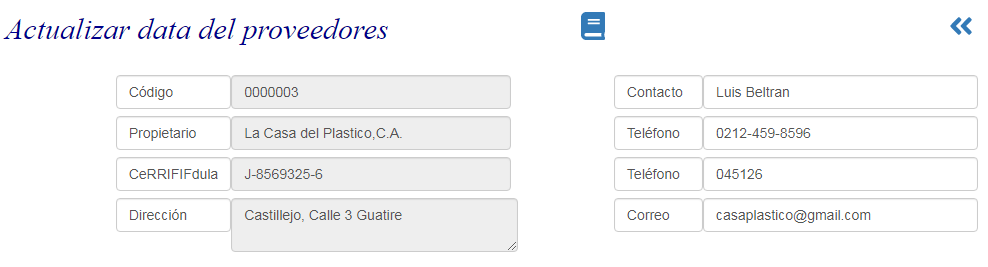 Actualizar data del proveedores
Código 0000003
Propietario La Casa del Plastico,C.A.
CeRRIFIFdula J-8569325-6
Dirección Castillejo, Calle 3 Guatire
Contacto Luis Beltran
Teléfono 0212-459-8596
Teléfono 045126
Correo casaplastico@gmail.com